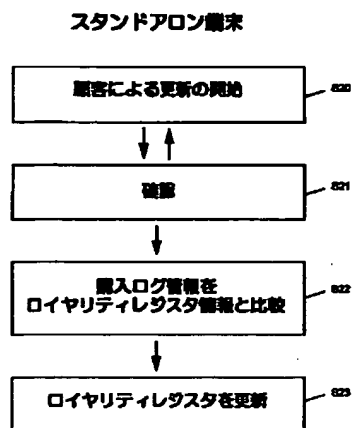 スタンドアロン端末
顧客による更新の開始
820
確認
821
購入ログ情報を
ロイヤリティレジスタ情報と比較
822
ロイヤリティレジスタを更新
823